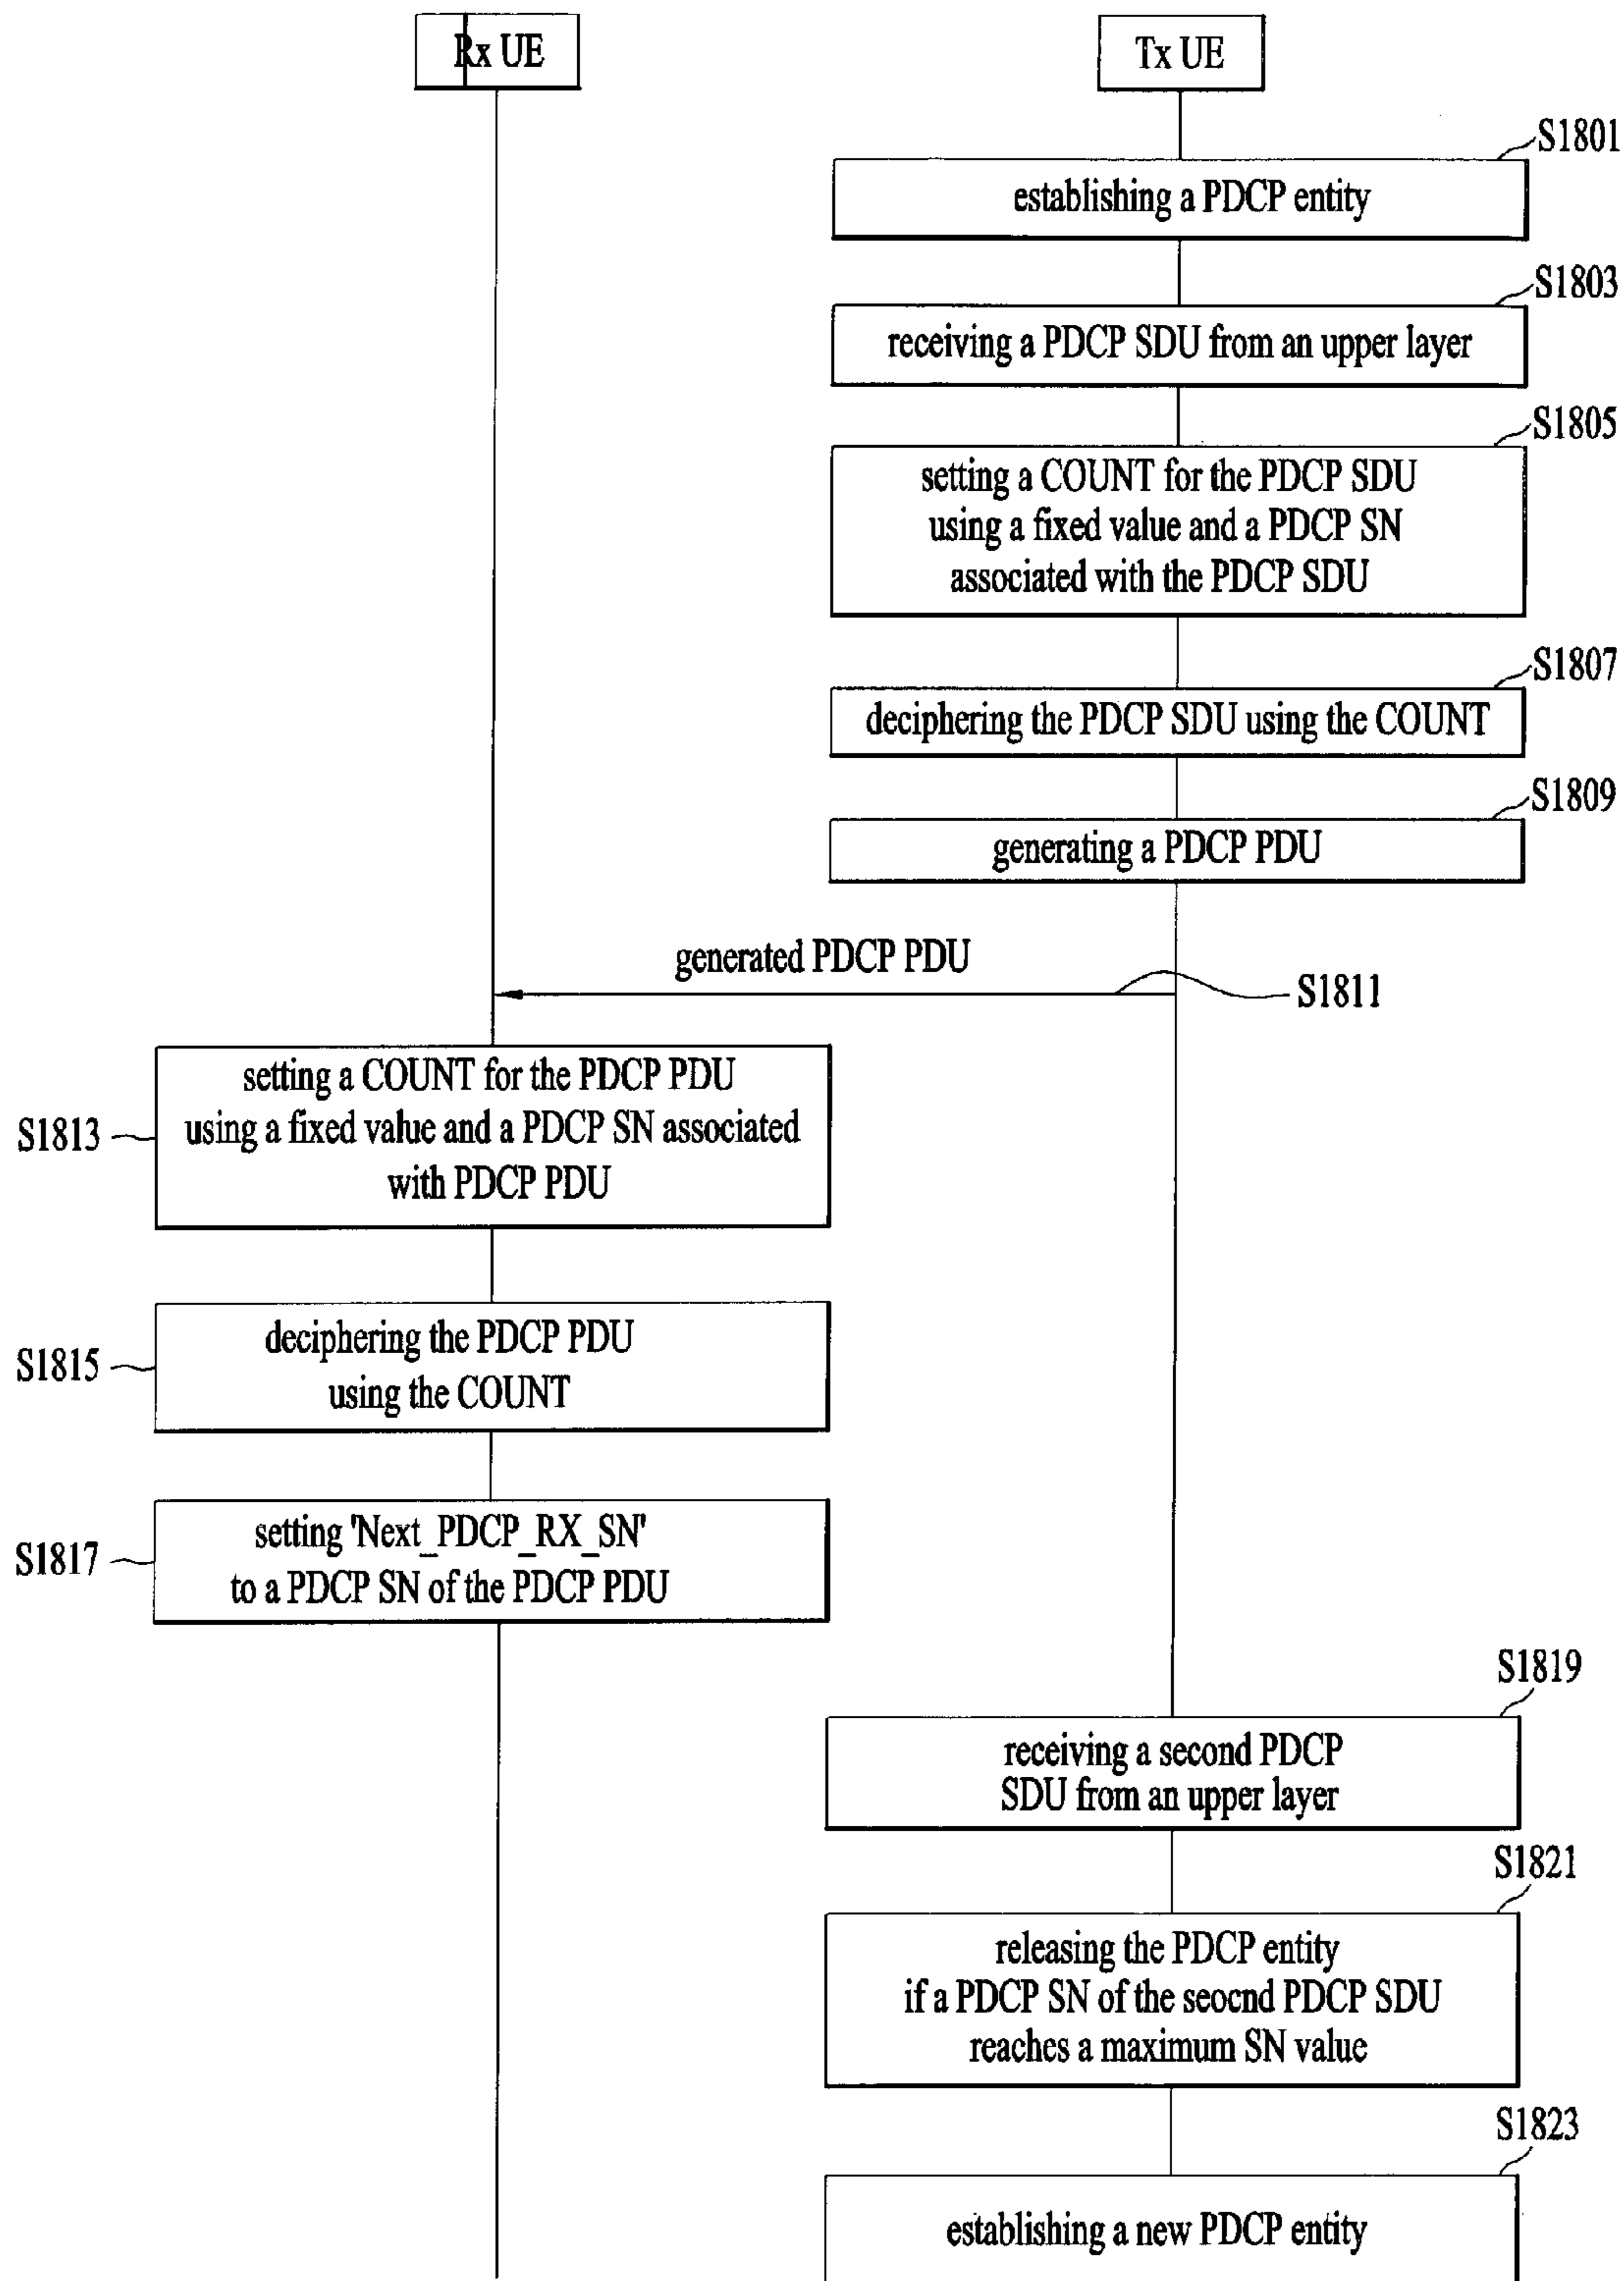 Rx UE
Tx UE
S1801
establishing a PDCP entity
S1803
receiving a PDCP SDU from an upper layer
S1805
setting a COUNT for the PDCP SDU
using a fixed value and a PDCP SN
associated with the PDCP SDU
S1807
deciphering the PDCP SDU using the COUNT
S1809
generating a PDCP PDU
generated PDCP PDU
S1811
setting a COUNT for the PDCP PDU
using a fixed value and a PDCP SN associated
with PDCP PDU
S1813
deciphering the PDCP PDU
using the COUNT
S1815
setting 'Next_PDCP_RX_SN'
to a PDCP SN of the PDCP PDU
S1817
S1819
receiving a second PDCP
SDU from an upper layer
S1821
releasing the PDCP entity
if a PDCP SN of the seocnd PDCP SDU
reaches a maximum SN value
S1823
establishing a new PDCP entity